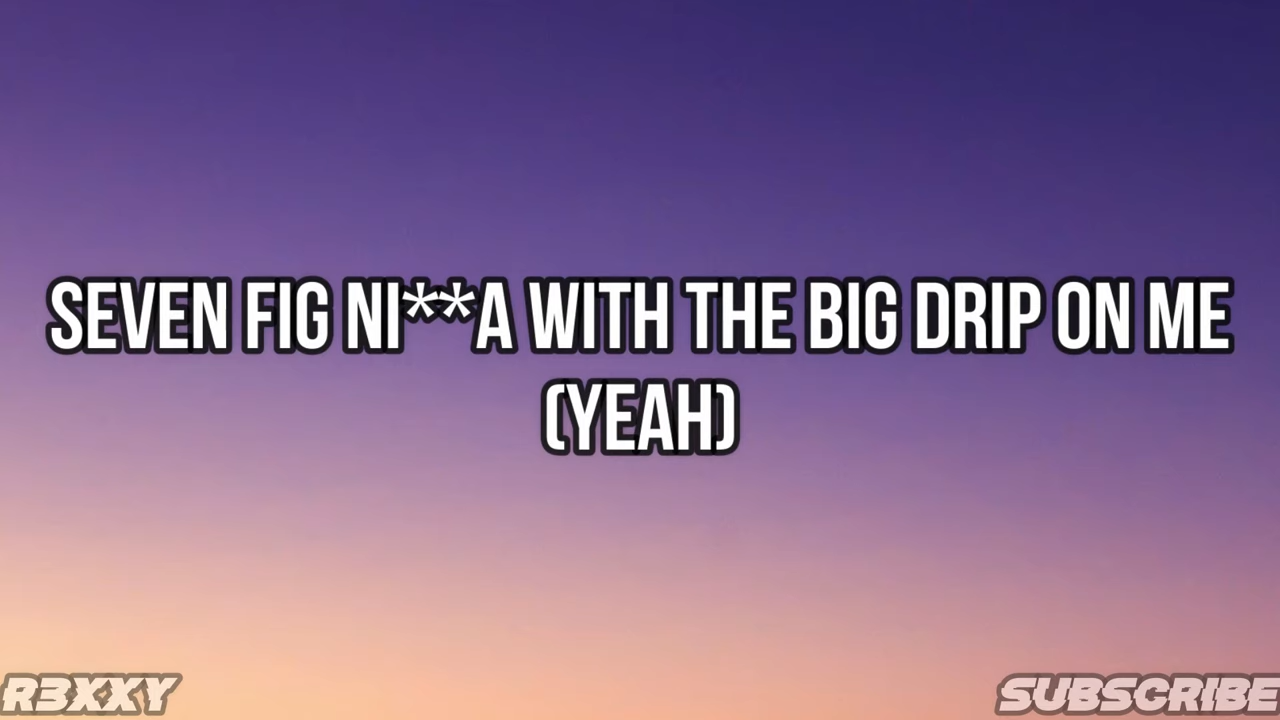 SEVEN FIG NI**A WITH THE BIG DRIP ON ME
(YEAH)
R3XXY
SUBSCRIBE